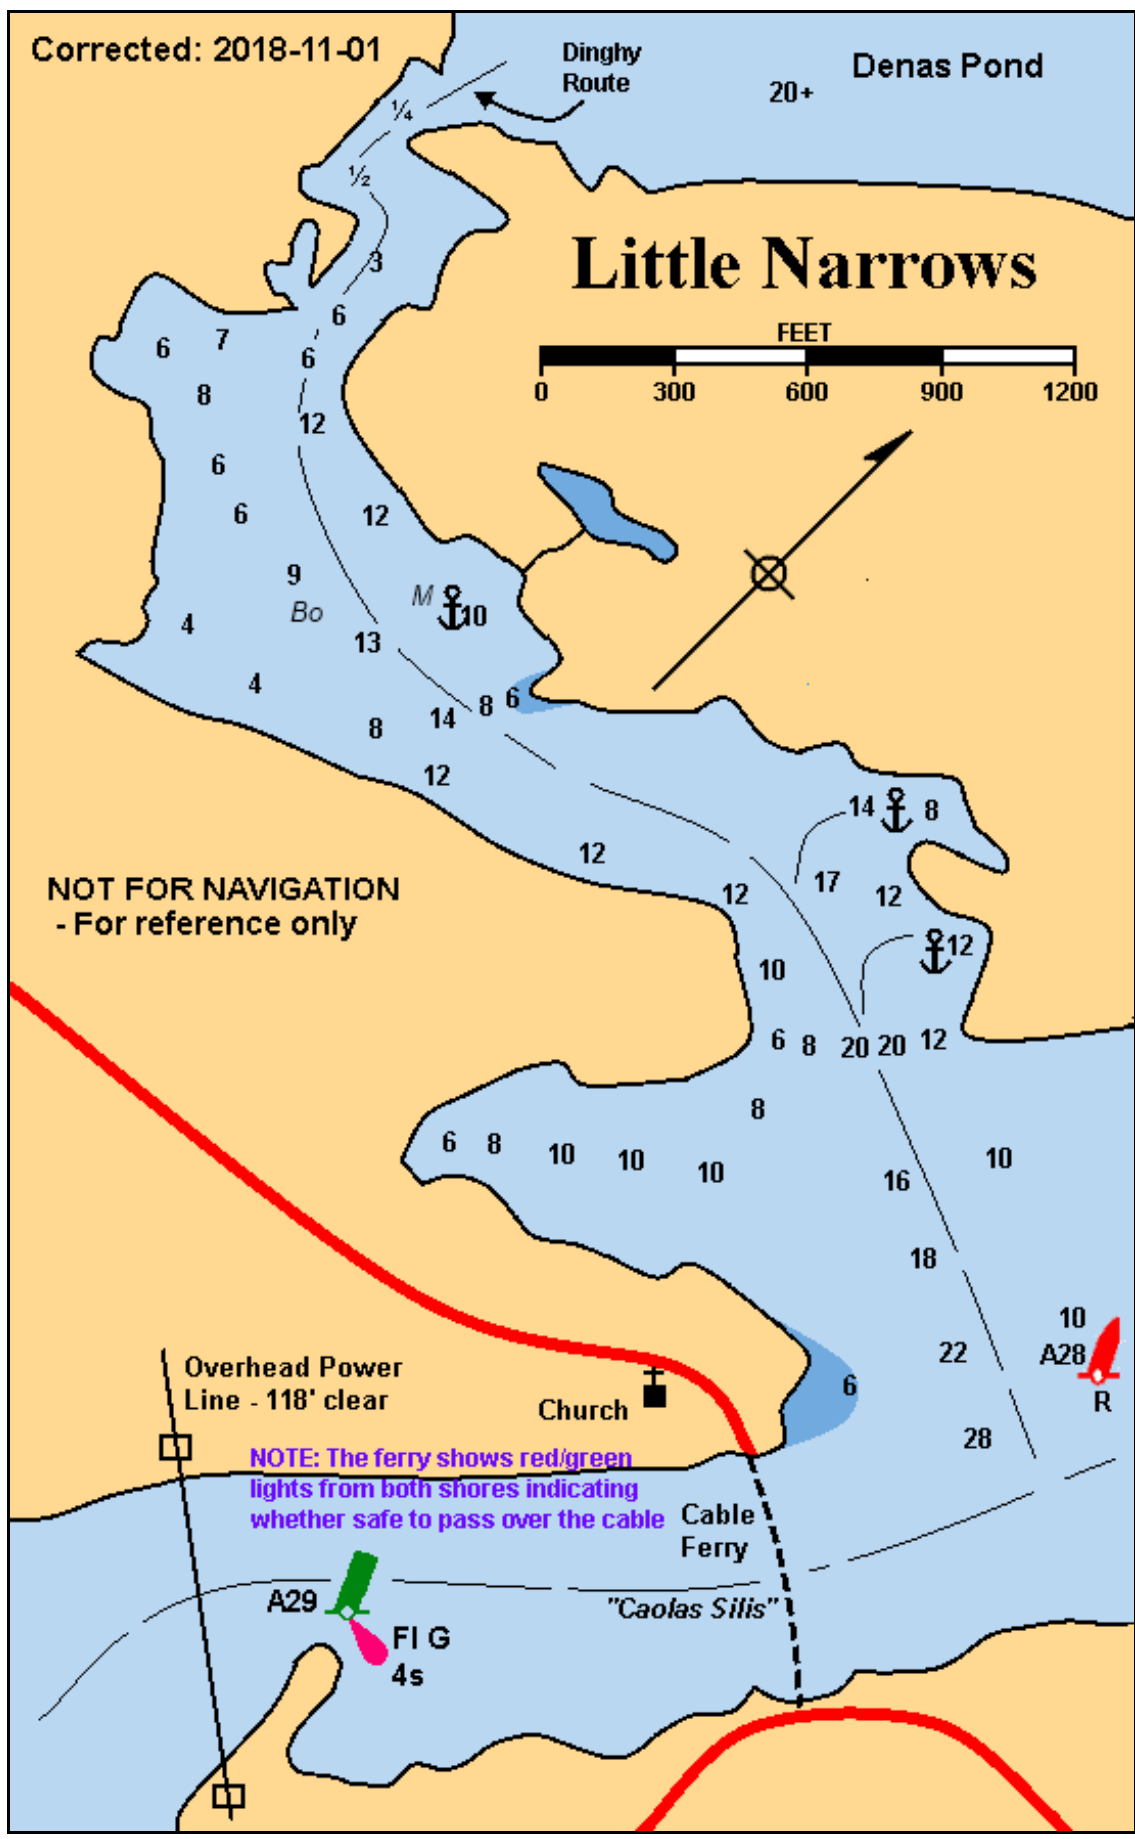 Corrected: 2018-11-01
Dinghy
Route
Denas Pond
20+
¼
½
3
Little Narrows
FEET
0 300 600 900 1200
6
6 7 6
8
12
6
6 12
9
M 10
Bo
4 13
4
8 6
14
8
12
14 8
12
17
12 12
NOT FOR NAVIGATION
- For reference only
12
10
6 8 20 20 12
8
6 8 10 10 10
16 10
18
10
22 A28
R
6
28
Overhead Power
Line - 118' clear
Church
NOTE: The ferry shows red/green
lights from both shores indicating
whether safe to pass over the cable
Cable
Ferry
A29
"Caolas Silis"
Fl G
4s